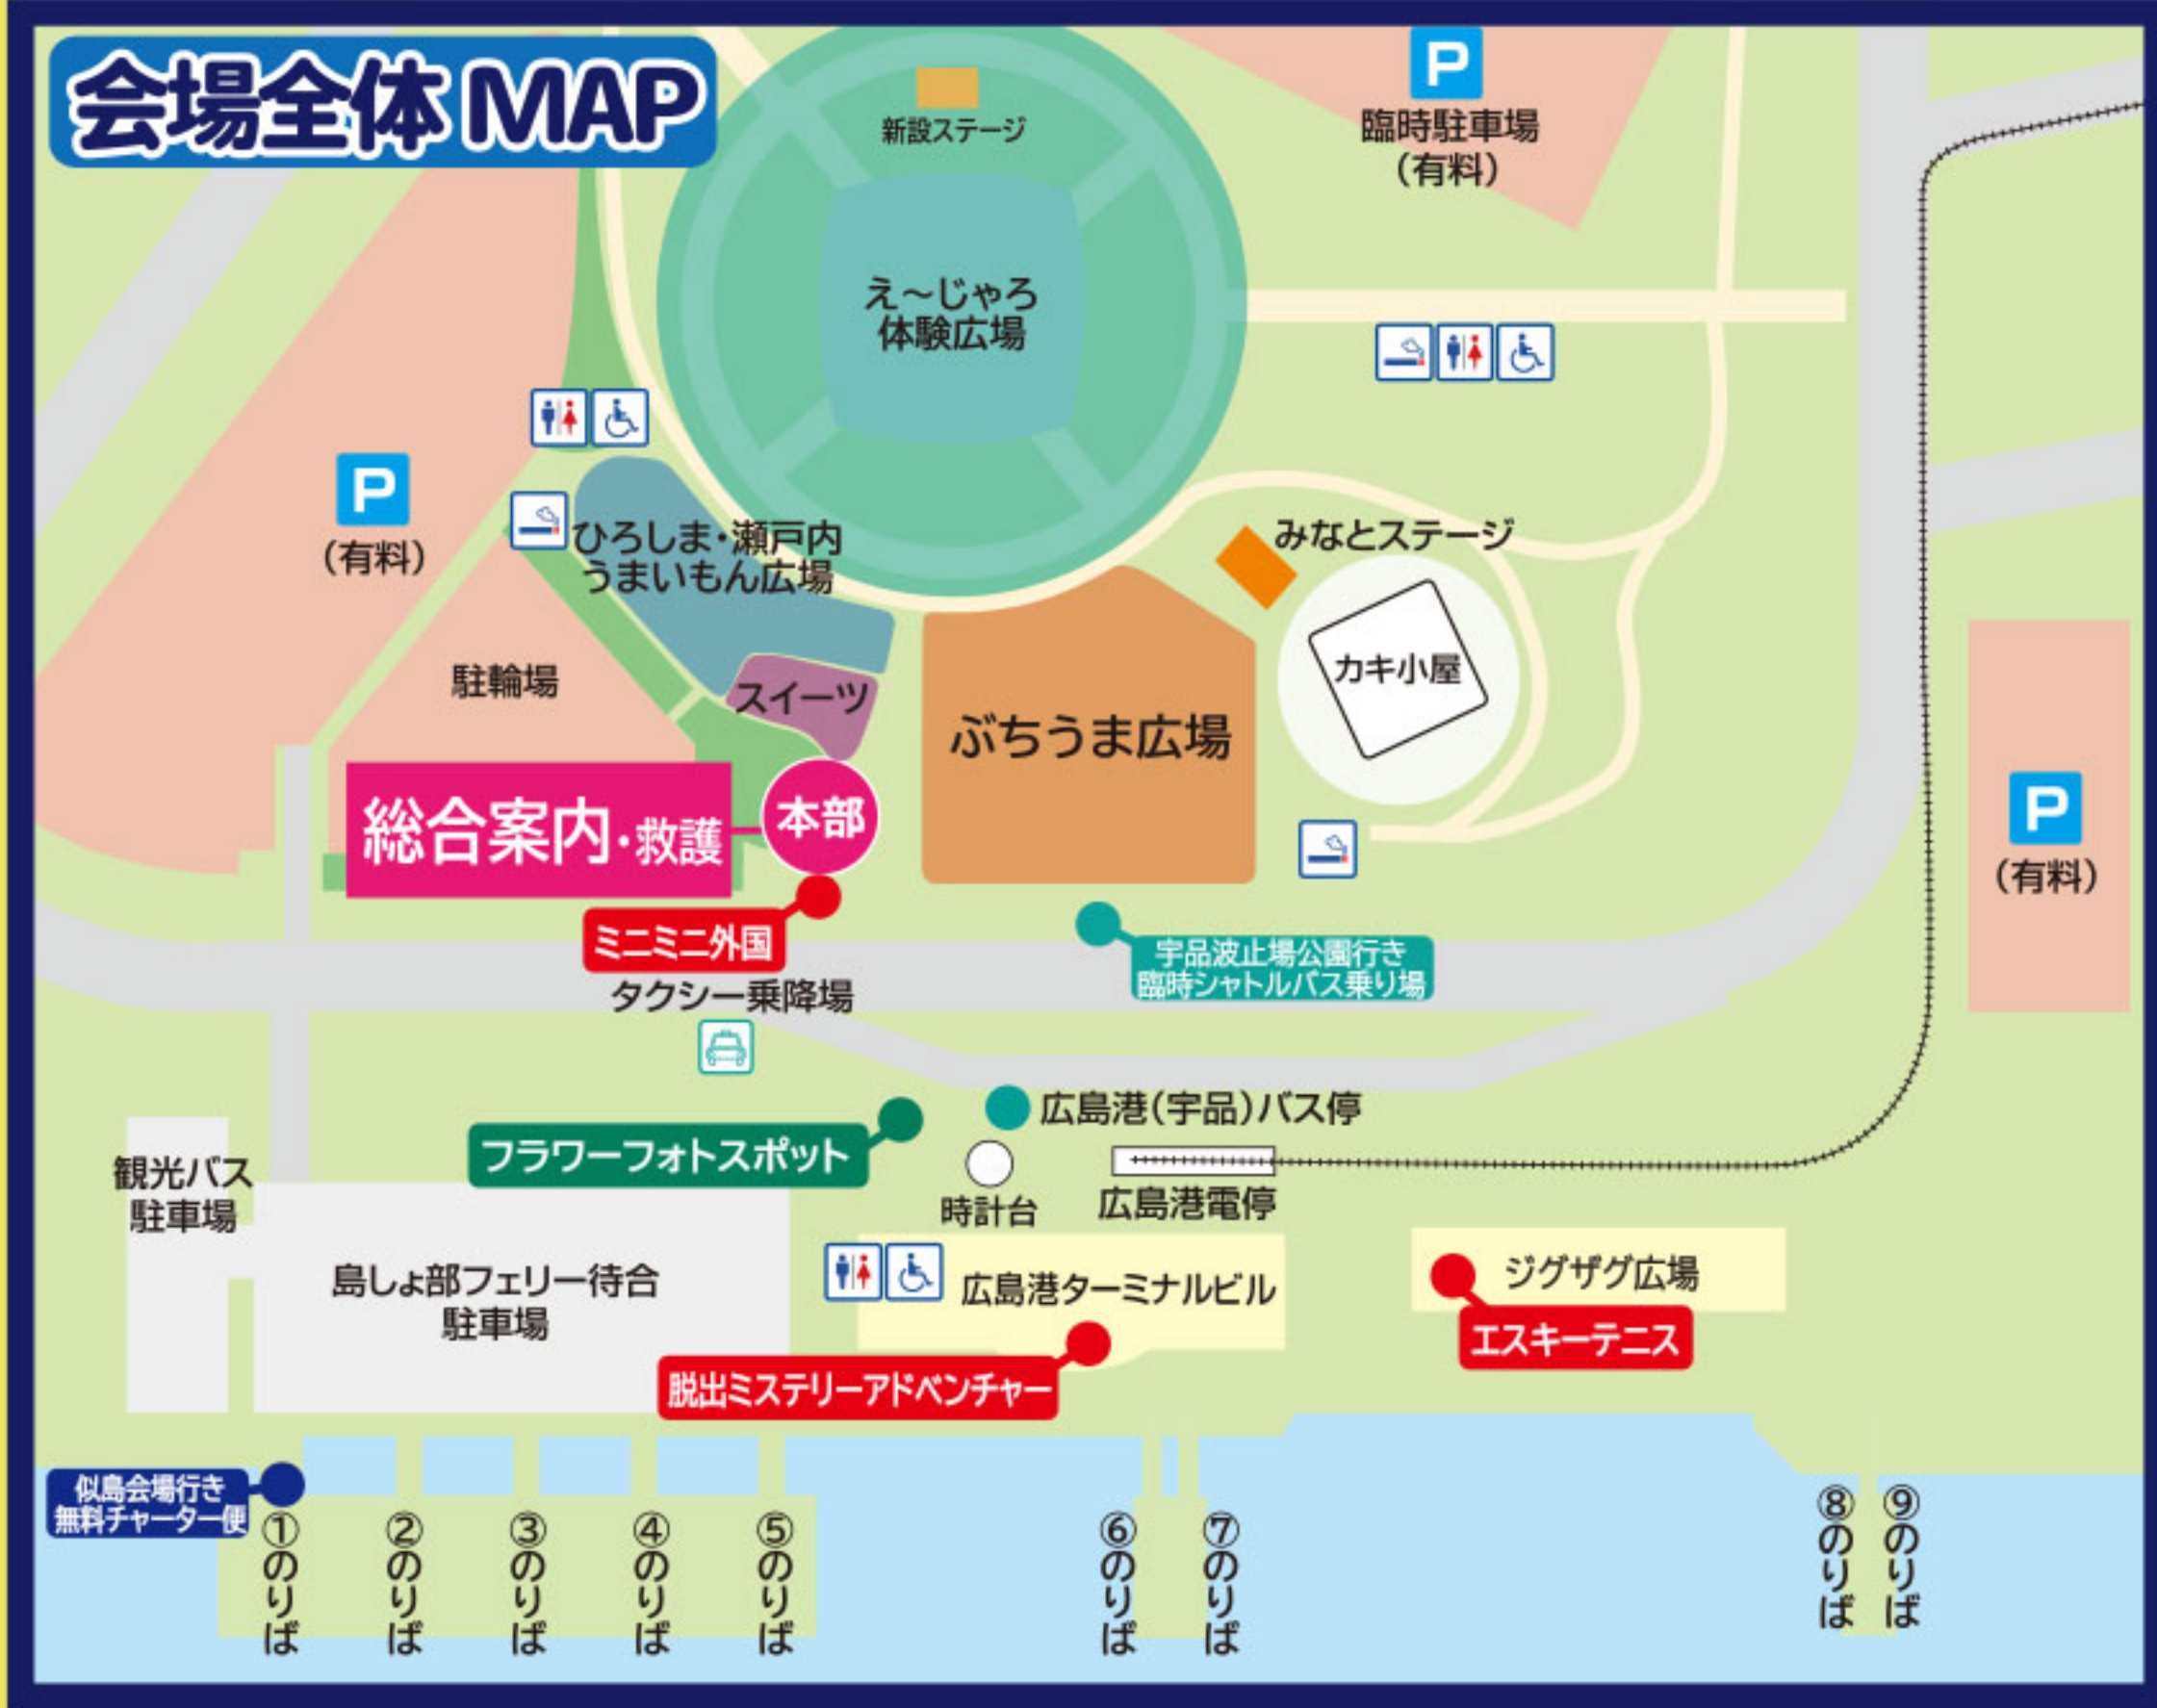 会場全体 MAP
P
臨時駐車場
(有料)
新設ステージ
え～じゃろ
体験広場
P
(有料)
ひろしま・瀬戸内
うまいもん広場
みなとステージ
カキ小屋
駐輪場
スイーツ
ぶちうま広場
P
(有料)
総合案内・救護
本部
ミニミニ外国
タクシー乗降場
宇品波止場公園行き
臨時シャトルバス乗り場
広島港(宇品)バス停
フラワーフォトスポット
時計台
広島港電停
観光バス
駐車場
島しょ部フェリー待合
駐車場
広島港ターミナルビル
ジグザグ広場
エスキーテニス
脱出ミステリーアドベンチャー
似島会場行き
無料チャーター便
①のりば
②のりば
③のりば
④のりば
⑤のりば
⑥のりば
⑦のりば
⑧のりば
⑨のりば